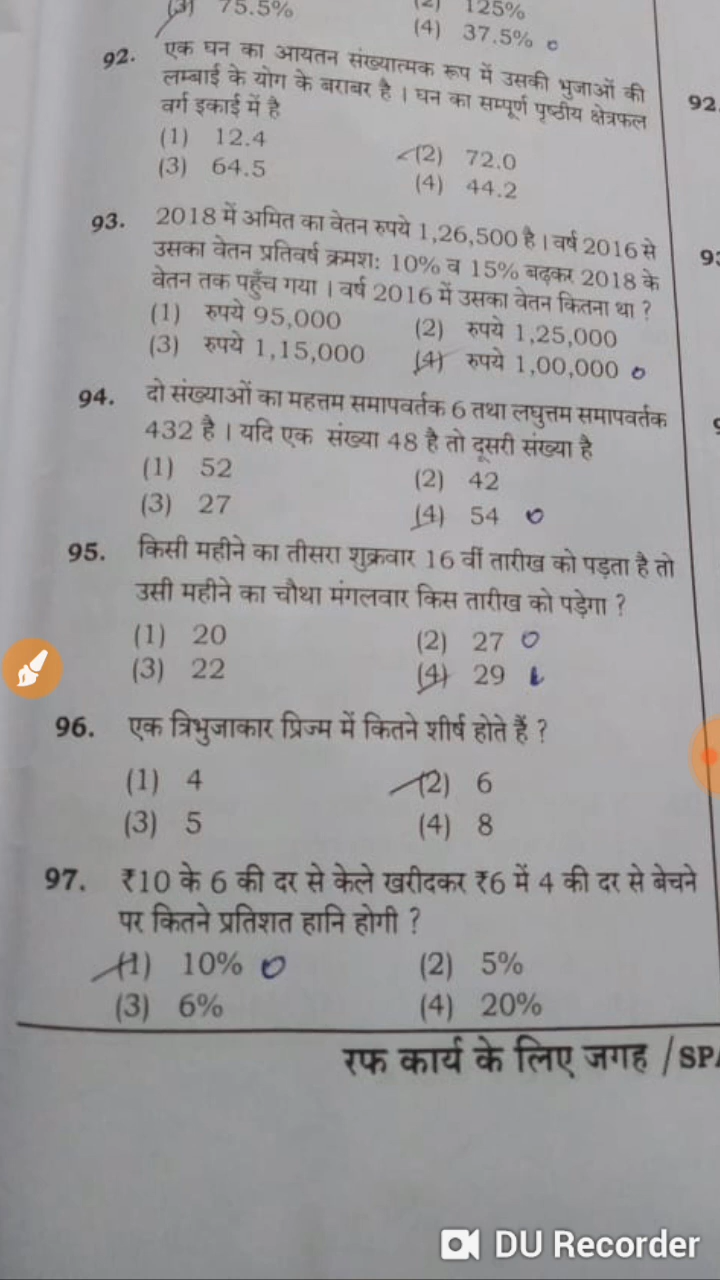 (3) 75.5%
(2) 125%
(4) 37.5%
92. एक घन का आयतन संख्यात्मक रूप में उसकी भुजाओं की
लम्बाई के योग के बराबर है । घन का सम्पूर्ण पृष्ठीय क्षेत्रफल
वर्ग इकाई में है
(1) 12.4
(2) 72.0
(3) 64.5
(4) 44.2
93. 2018 में अमित का वेतन रुपये 1,26,500 है । वर्ष 2016 से
उसका वेतन प्रतिवर्ष क्रमश: 10% व 15% बढ़कर 2018 के
वेतन तक पहुँच गया । वर्ष 2016 में उसका वेतन कितना था ?
(1) रुपये 95,000
(2) रुपये 1,25,000
(3) रुपये 1,15,000
(4) रुपये 1,00,000
94. दो संख्याओं का महत्तम समापवर्तक 6 तथा लघुत्तम समापवर्तक
432 है । यदि एक संख्या 48 है तो दूसरी संख्या है
(1) 52
(2) 42
(3) 27
(4) 54
95. किसी महीने का तीसरा शुक्रवार 16 वीं तारीख को पड़ता है तो
उसी महीने का चौथा मंगलवार किस तारीख को पड़ेगा ?
(1) 20
(2) 27
(3) 22
(4) 29
96. एक त्रिभुजाकार प्रिज्म में कितने शीर्ष होते हैं ?
(1) 4
(2) 6
(3) 5
(4) 8
97. ₹10 के 6 की दर से केले खरीदकर ₹6 में 4 की दर से बेचने
पर कितने प्रतिशत हानि होगी ?
(1) 10%
(2) 5%
(3) 6%
(4) 20%
रफ कार्य के लिए जगह / SPA
92.
DU Recorder